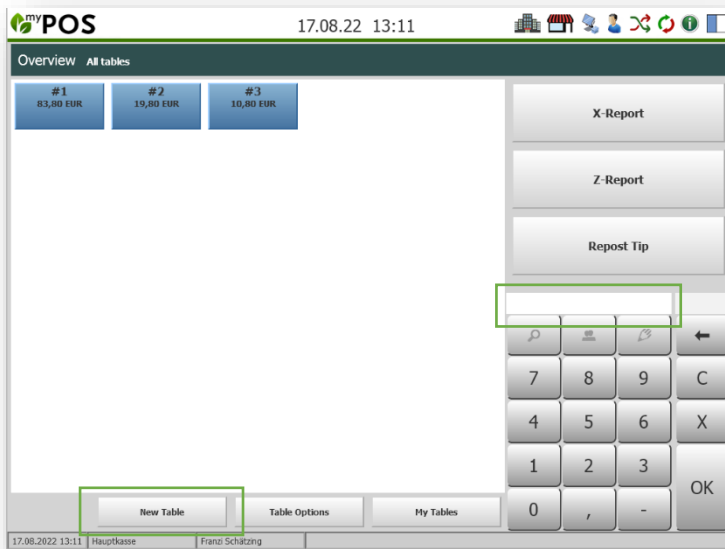 myPOS
17.08.22 13:11
Overview All tables
#1
83,80 EUR
#2
19,80 EUR
#3
10,80 EUR
X-Report
Z-Report
Repost Tip
7 8 9 C
4 5 6 X
1 2 3
0 , - OK
New Table
Table Options
My Tables
17.08.2022 13:11 Hauptkasse Franzi Schätzing